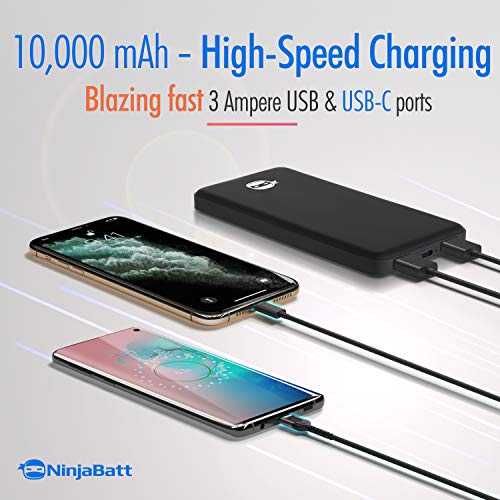 10,000 mAh – High-Speed Charging
Blazing fast 3 Ampere USB & USB-C ports
NinjaBatt